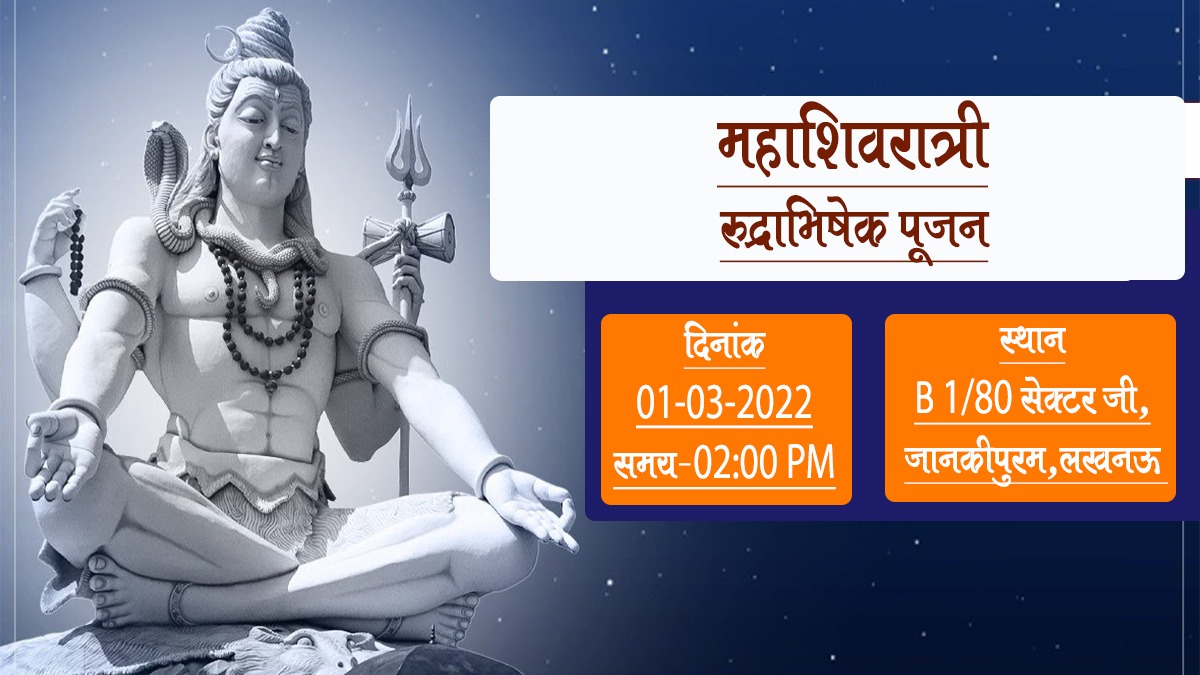 महाशिवरात्री
रुद्राभिषेक पूजन
दिनांक
01-03-2022
समय-02:00 PM
स्थान
B 1/80 सेक्टर जी,
जानकीपुरम,लखनऊ